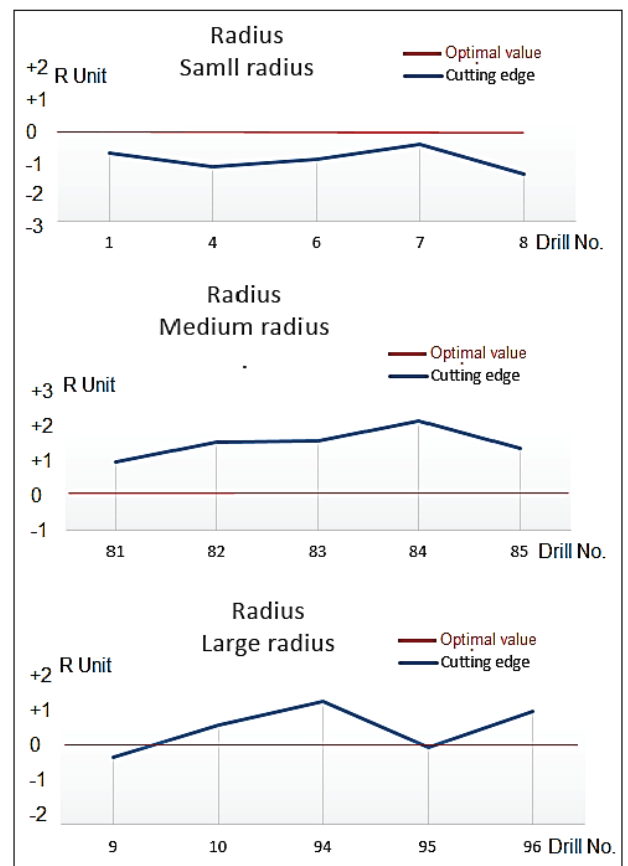 Radius
Samll radius
Optimal value
Cutting edge
R Unit
+2
+1
0
-1
-2
-3
1 4 6 7 8 Drill No.
Radius
Medium radius
Optimal value
Cutting edge
R Unit
+3
+2
+1
0
-1
81 82 83 84 85 Drill No.
Radius
Large radius
Optimal value
Cutting edge
R Unit
+2
+1
0
-1
-2
9 10 94 95 96 Drill No.